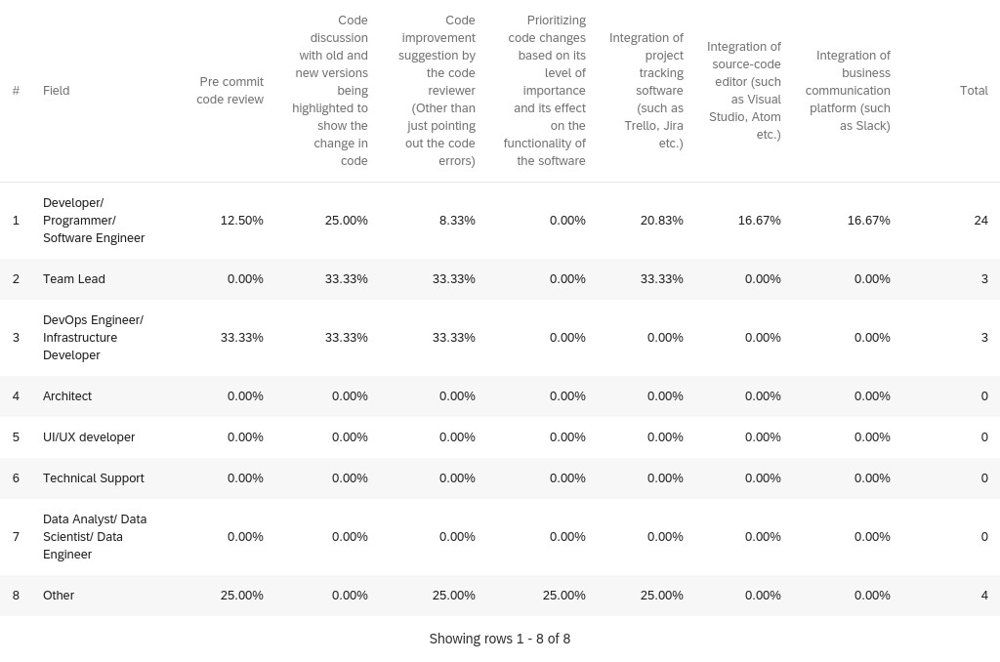 # Field Pre commit code review Code discussion with old and new versions being highlighted to show the change in code Code improvement suggestion by the code reviewer (Other than just pointing out the code errors) Prioritizing code changes based on its level of importance and its effect on the functionality of the software Integration of project tracking software (such as Trello, Jira etc.) Integration of source-code editor (such as Visual Studio, Atom etc.) Integration of business communication platform (such as Slack) Total
1 Developer/ Programmer/ Software Engineer 12.50% 25.00% 8.33% 0.00% 20.83% 16.67% 16.67% 24
2 Team Lead 0.00% 33.33% 33.33% 0.00% 33.33% 0.00% 0.00% 3
3 DevOps Engineer/ Infrastructure Developer 33.33% 33.33% 33.33% 0.00% 0.00% 0.00% 0.00% 3
4 Architect 0.00% 0.00% 0.00% 0.00% 0.00% 0.00% 0.00% 0
5 UI/UX developer 0.00% 0.00% 0.00% 0.00% 0.00% 0.00% 0.00% 0
6 Technical Support 0.00% 0.00% 0.00% 0.00% 0.00% 0.00% 0.00% 0
7 Data Analyst/ Data Scientist/ Data Engineer 0.00% 0.00% 0.00% 0.00% 0.00% 0.00% 0.00% 0
8 Other 25.00% 0.00% 25.00% 25.00% 25.00% 0.00% 0.00% 4
Showing rows 1 - 8 of 8